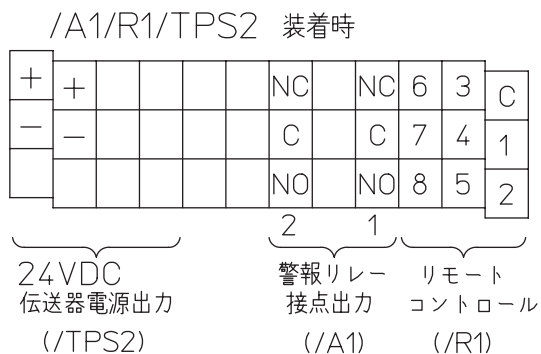 /A1/R1/TPS2 装着時
+ + NC NC 6 3 C
− − C C 7 4 1
NO NO 8 5 2
2 1
24VDC 警報リレー リモート
伝送器電源出力 接点出力 コントロール
(/TPS2) (/A1) (/R1)